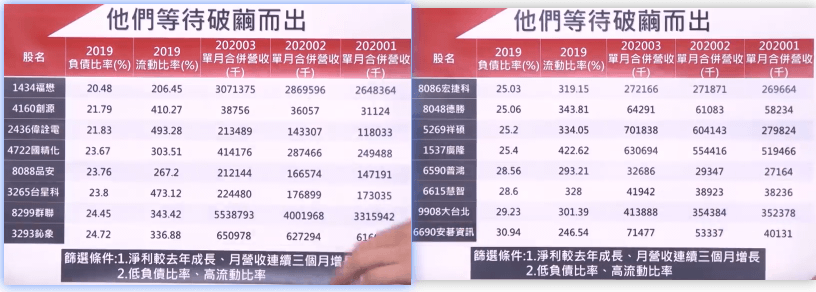 他們等待破繭而出
股名 2019 負債比率(%) 2019 流動比率(%) 202003 單月合併營收(千) 202002 單月合併營收(千) 202001 單月合併營收(千)
1434福懋 20.48 206.45 3071375 2869596 2648364
4160創源 21.79 410.27 38756 36057 31124
2436偉詮電 21.83 493.28 213489 143307 118033
4722國精化 23.67 303.51 414176 287466 249488
8088品安 23.76 267.2 212144 166574 147191
3265台星科 23.8 473.12 224480 176899 173035
8299群聯 24.45 343.42 5538793 4001968 3315942
3293鈊象 24.72 336.88 650978 627294
篩選條件:1.淨利較去年成長、月營收連續三個月增長
2.低負債比率、高流動比率
他們等待破繭而出
股名 2019 負債比率(%) 2019 流動比率(%) 202003 單月合併營收(千) 202002 單月合併營收(千) 202001 單月合併營收(千)
8086宏捷科 25.03 319.15 272166 271871 269664
8048德勝 25.06 343.81 64291 61083 58234
5269祥碩 25.2 334.05 701838 604143 279824
1537廣隆 25.4 422.62 630694 554416 519466
6590普鴻 28.56 293.21 32686 29347 27164
6615慧智 28.6 328 41942 38923 38236
9908大台北 29.23 301.39 413888 354384 352378
6690安碁資訊 30.94 246.54 71477 53337 40131
篩選條件:1.淨利較去年成長、月營收連續三個月增長
2.低負債比率、高流動比率